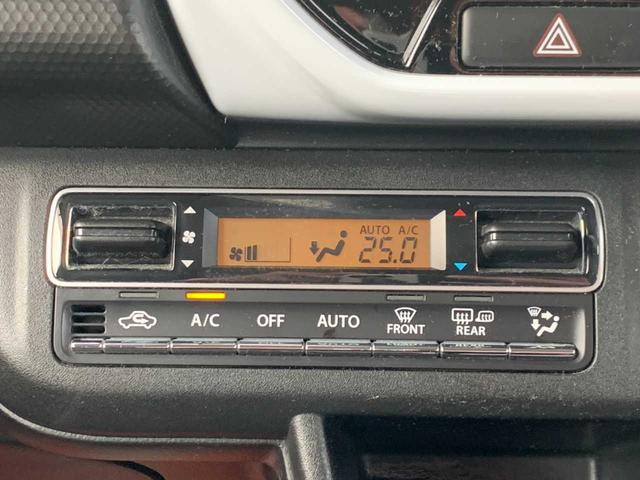 AUTO A/C
25.0
A/C
OFF
AUTO
FRONT
REAR